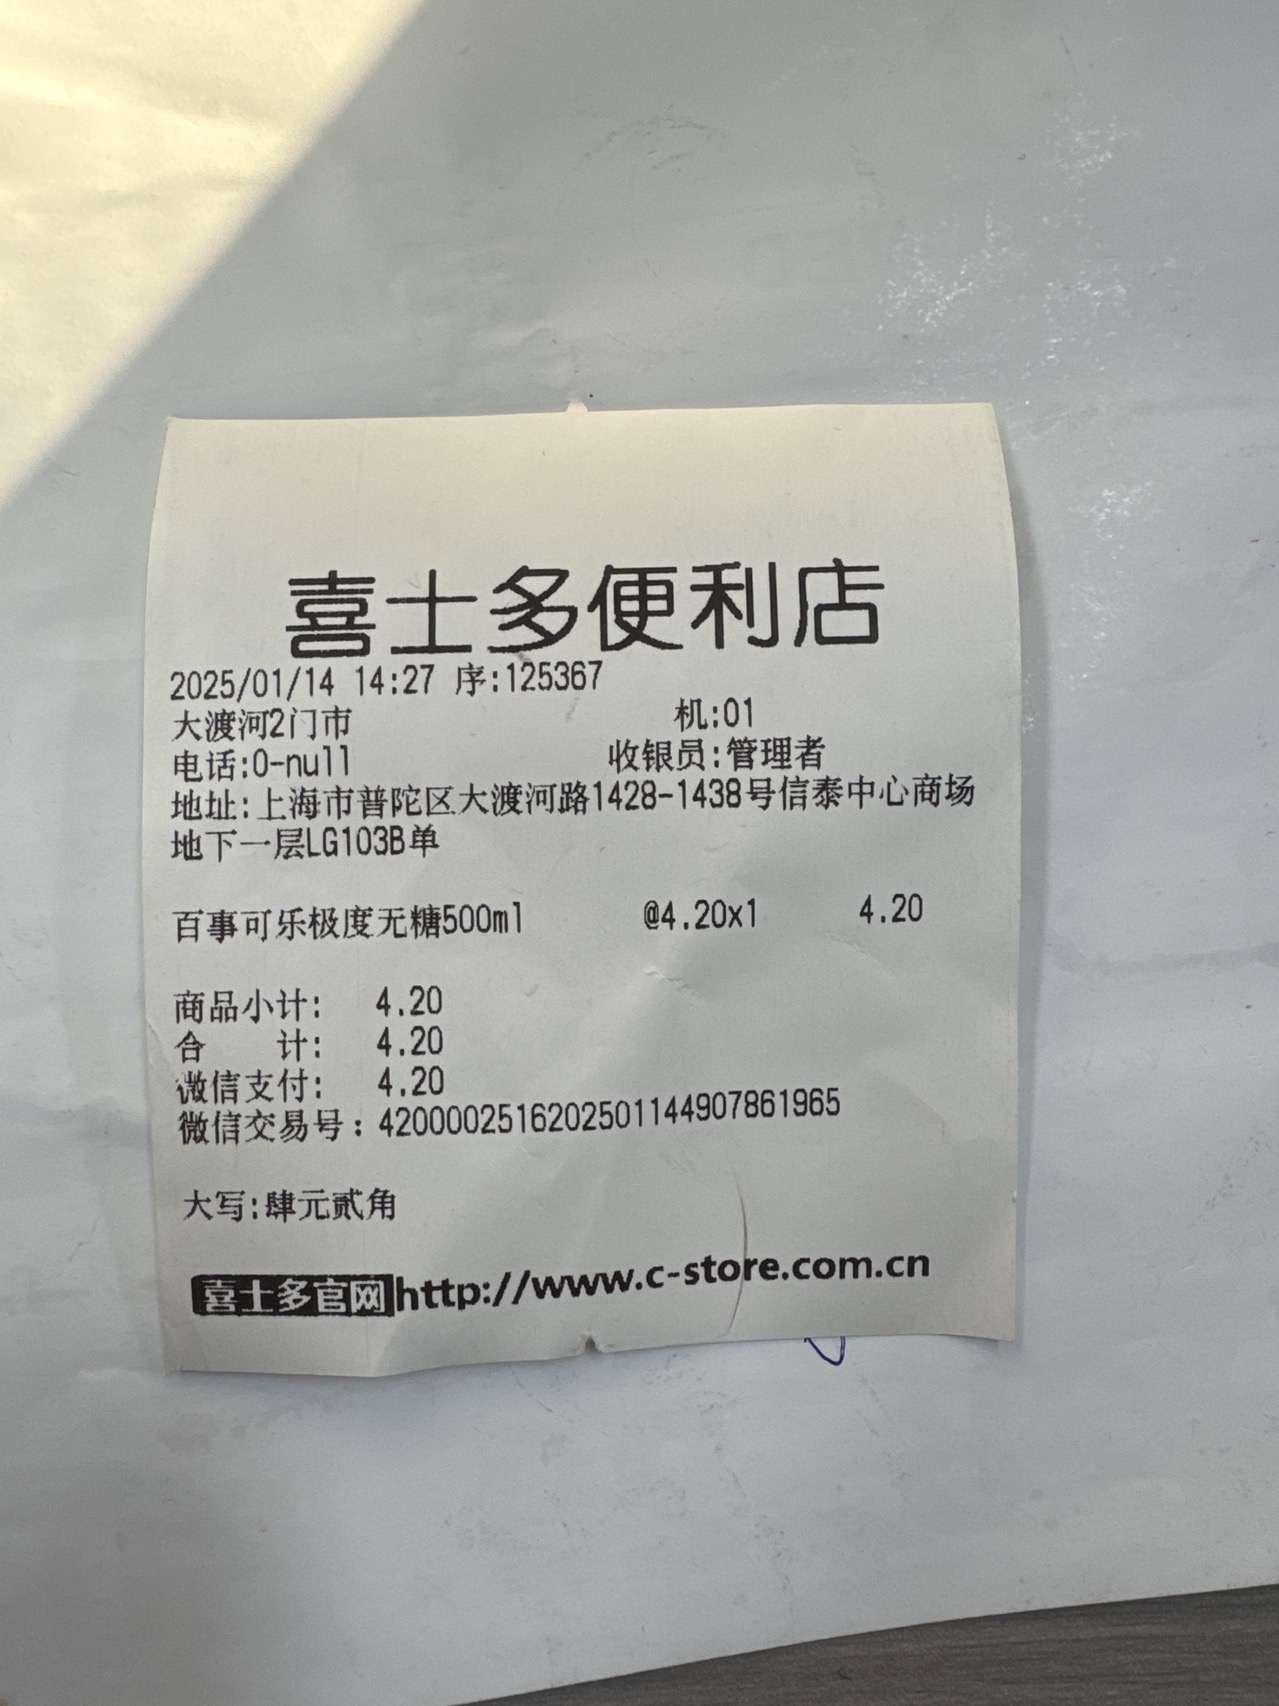 喜士多便利店
2025/01/14 14:27 序:125367
大渡河2门市 机:01
电话:0-null 收银员:管理者
地址:上海市普陀区大渡河路1428-1438号信泰中心商场
地下一层LG103B单
百事可乐极度无糖500ml @4.20x1 4.20
商品小计: 4.20
合 计: 4.20
微信支付: 4.20
微信交易号:4200002516202501144907861965
大写:肆元贰角
喜士多官网http://www.c-store.com.cn